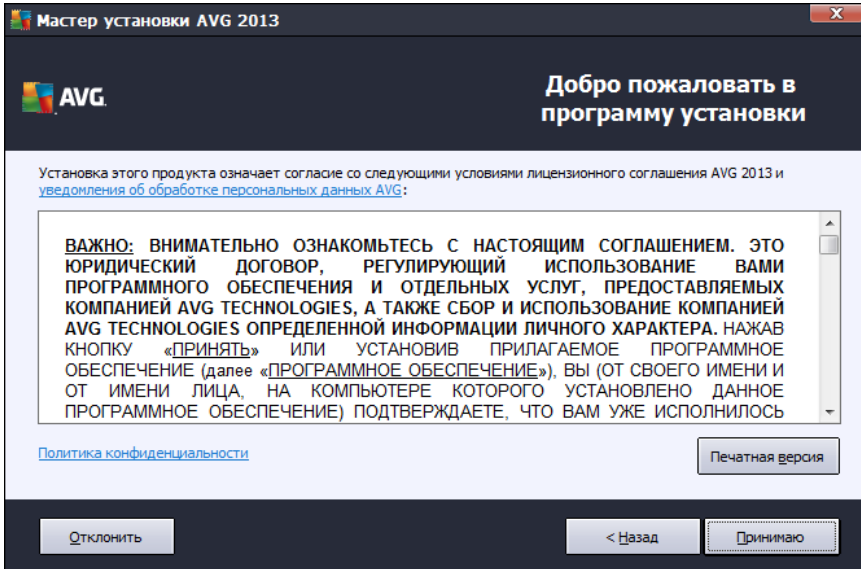 Мастер установки AVG 2013
X
AVG.
Добро пожаловать в
программу установки
Установка этого продукта означает согласие со следующими условиями лицензионного соглашения AVG 2013 и
уведомления об обработке персональных данных AVG:
ВАЖНО: ВНИМАТЕЛЬНО ОЗНАКОМЬТЕСЬ С НАСТОЯЩИМ СОГЛАШЕНИЕМ. ЭТО
ЮРИДИЧЕСКИЙ ДОГОВОР, РЕГУЛИРУЮЩИЙ ИСПОЛЬЗОВАНИЕ ВАМИ
ПРОГРАММНОГО ОБЕСПЕЧЕНИЯ И ОТДЕЛЬНЫХ УСЛУГ, ПРЕДОСТАВЛЯЕМЫХ
КОМПАНИЕЙ AVG TECHNOLOGIES, А ТАКЖЕ СБОР И ИСПОЛЬЗОВАНИЕ КОМПАНИЕЙ
AVG TECHNOLOGIES ОПРЕДЕЛЕННОЙ ИНФОРМАЦИИ ЛИЧНОГО ХАРАКТЕРА. НАЖАВ
КНОПКУ «ПРИНЯТЬ» ИЛИ УСТАНОВИВ ПРИЛАГАЕМОЕ ПРОГРАММНОЕ
ОБЕСПЕЧЕНИЕ (далее «ПРОГРАММНОЕ ОБЕСПЕЧЕНИЕ»), ВЫ (ОТ СВОЕГО ИМЕНИ И
ОТ ИМЕНИ ЛИЦА, НА КОМПЬЮТЕРЕ КОТОРОГО УСТАНОВЛЕНО ДАННОЕ
ПРОГРАММНОЕ ОБЕСПЕЧЕНИЕ) ПОДТВЕРЖДАЕТЕ, ЧТО ВАМ УЖЕ ИСПОЛНИЛОСЬ
Политика конфиденциальности
Печатная версия
Отклонить
< Назад
Принимаю